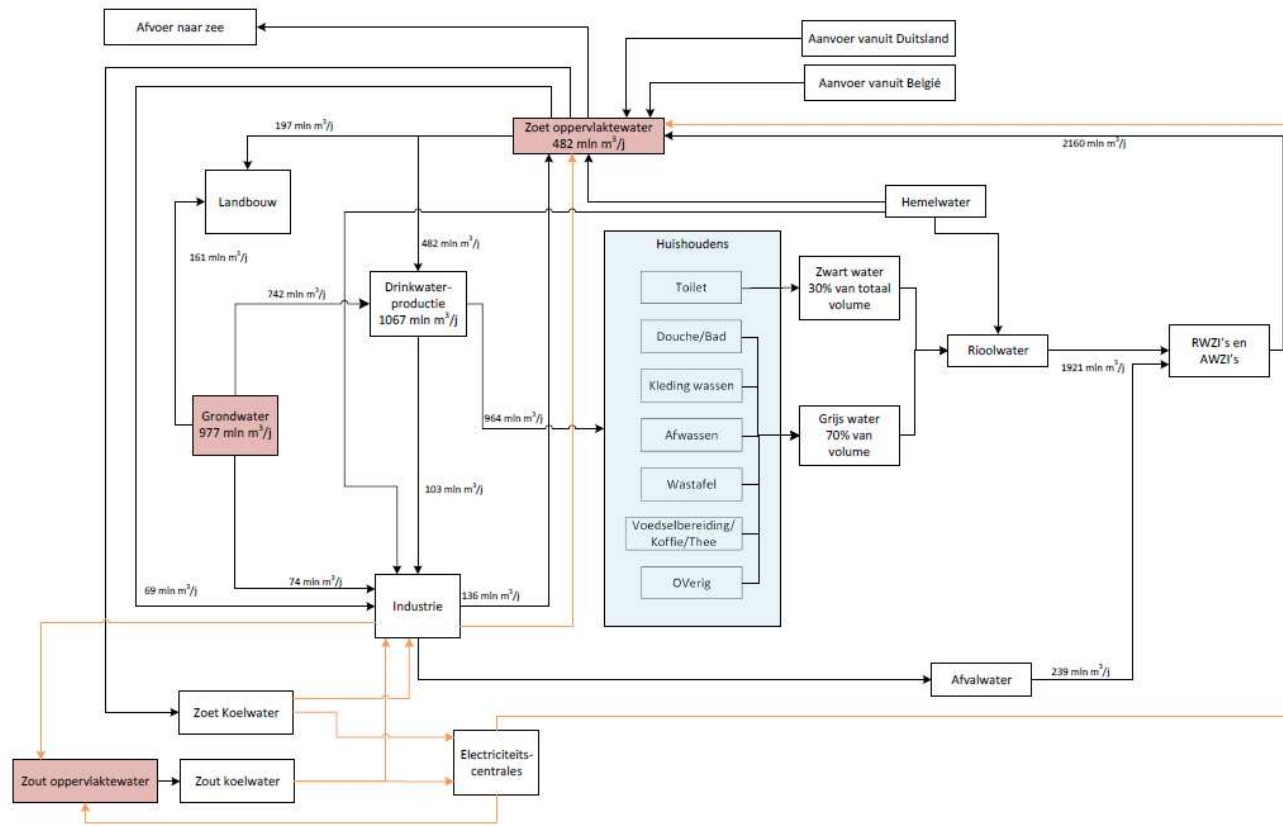 Afvoer naar zee
Aanvoer vanuit Duitsland
Aanvoer vanuit Belgié
197 mln m³/j
Zoet oppervlaktewater
482 mln m³/j
2160 mln m³/j
Landbouw
Hemelwater
161 mln m³/j
482 mln m³/j
Huishoudens
742 mln m³/j
Drinkwater-
productie
1067 mln m³/j
Toilet
Zwart water
30% van totaal
volume
Douche/Bad
Rioolwater
1921 mln m³/j
RWZI's en
AWZI's
Kleding wassen
Grondwater
977 mln m³/j
964 mln m³/j
Afwassen
Grijs water
70% van
volume
103 mln m³/j
Wastafel
Voedselbereiding/
Koffie/Thee
69 mln m³/j
74 mln m³/j
Industrie
136 mln m³/j
OVerig
Afvalwater
239 mln m³/j
Zoet Koelwater
Electriciteits-
centrales
Zout oppervlaktewater
Zout koelwater